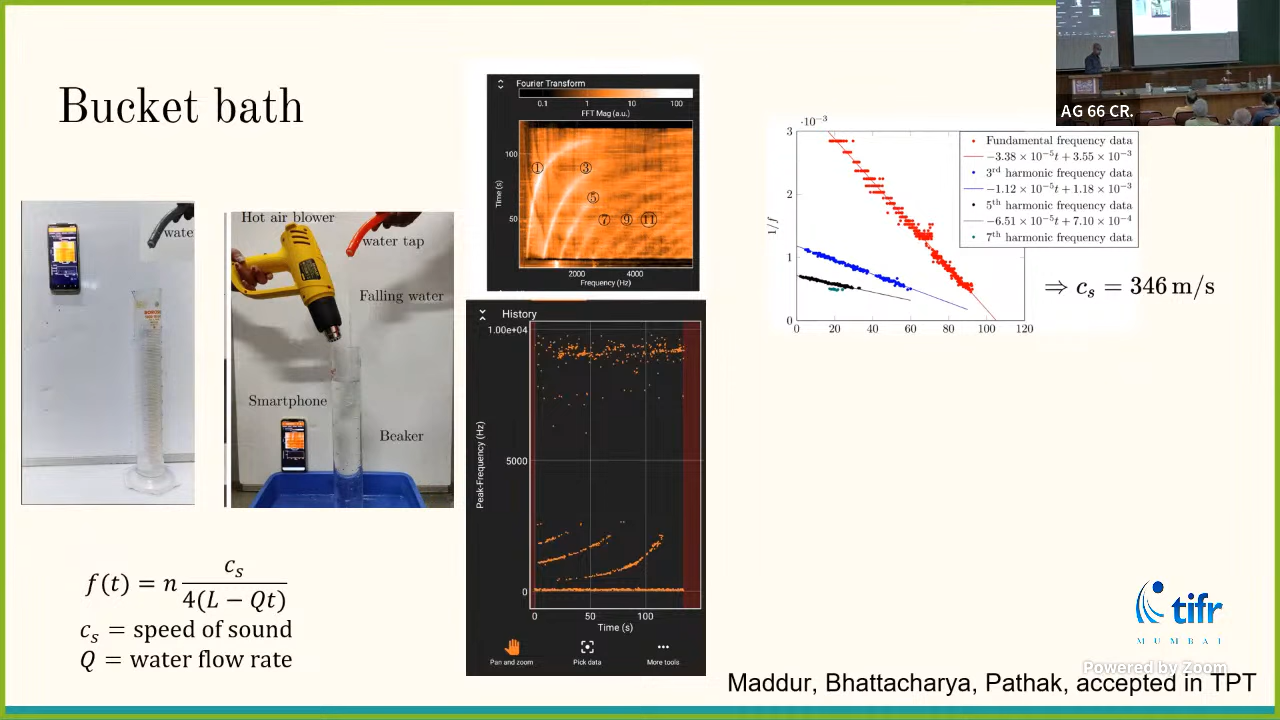 Bucket bath
AG 66 CR.
wate
Hot air blower
water tap
Falling water
Smartphone
Beaker
f(t) = n c_s / 4(L − Qt)
c_s = speed of sound
Q = water flow rate
Fourier Transform
0.1 1 10 100
FFT Mag (a.u.)
Time (s)
100
50
① ③ ⑤ ⑦ ⑨ ⑪
2000 4000
Frequency (Hz)
History
1.00e+04
5000
0
Peak-Frequency (Hz)
0 50 100
Time (s)
Pan and zoom Pick data More tools
·10⁻³
3
2
1
0
1/f
0 20 40 60 80 100 120
Fundamental frequency data
−3.38 × 10⁻⁵t + 3.55 × 10⁻³
3ʳᵈ harmonic frequency data
−1.12 × 10⁻⁵t + 1.18 × 10⁻³
5ᵗʰ harmonic frequency data
−6.51 × 10⁻⁵t + 7.10 × 10⁻⁴
7ᵗʰ harmonic frequency data
⇒ c_s = 346 m/s
tifr
MUMBAI
Powered by Zoom
Maddur, Bhattacharya, Pathak, accepted in TPT